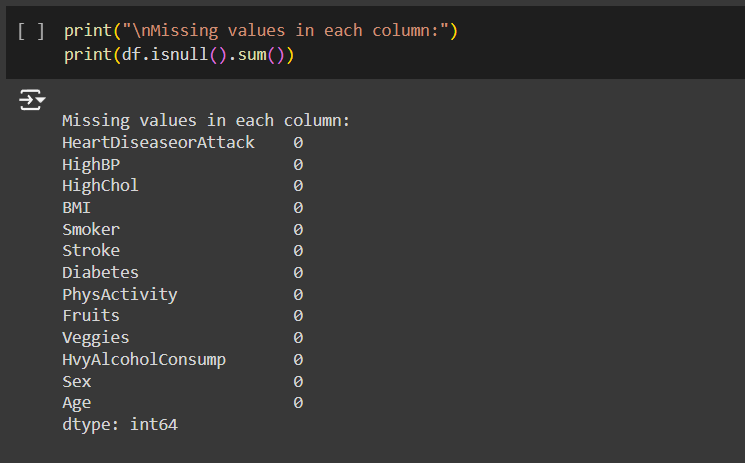 [ ] print("\nMissing values in each column:")
print(df.isnull().sum())
Missing values in each column:
HeartDiseaseorAttack    0
HighBP                  0
HighChol                0
BMI                     0
Smoker                  0
Stroke                  0
Diabetes                0
PhysActivity            0
Fruits                  0
Veggies                 0
HvyAlcoholConsump       0
Sex                     0
Age                     0
dtype: int64